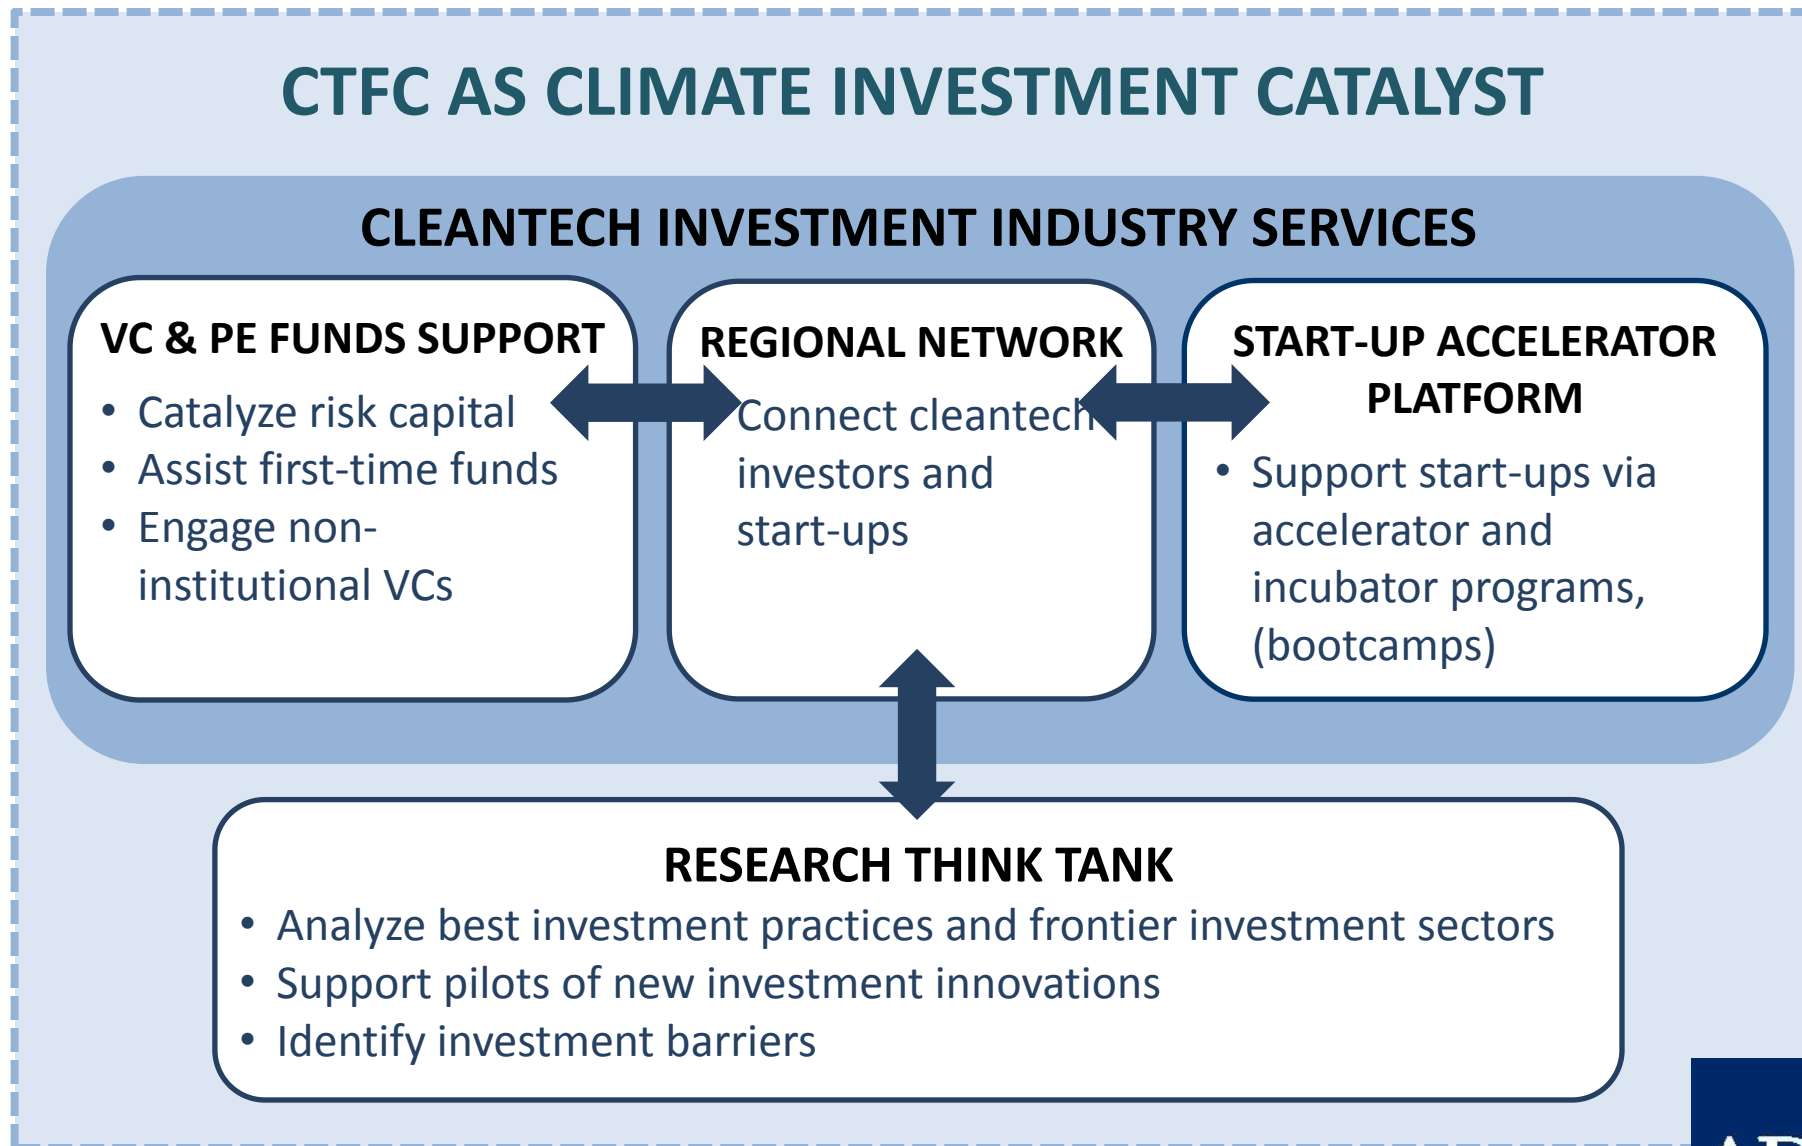 CTFC AS CLIMATE INVESTMENT CATALYST
CLEANTECH INVESTMENT INDUSTRY SERVICES
VC & PE FUNDS SUPPORT
• Catalyze risk capital
• Assist first-time funds
• Engage non-
institutional VCs
REGIONAL NETWORK
Connect cleantech
investors and
start-ups
START-UP ACCELERATOR
PLATFORM
• Support start-ups via
accelerator and
incubator programs,
(bootcamps)
RESEARCH THINK TANK
• Analyze best investment practices and frontier investment sectors
• Support pilots of new investment innovations
• Identify investment barriers